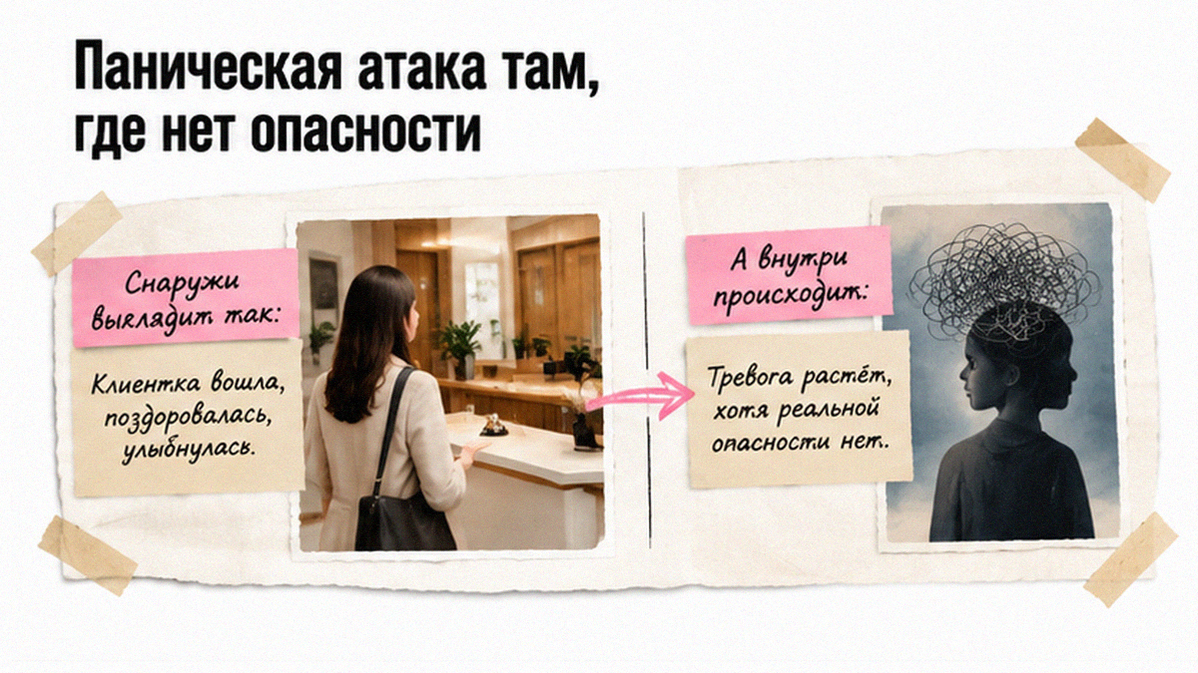 Паническая атака там,
где нет опасности
Снаружи
выглядит так:
Клиентка вошла,
поздоровалась,
улыбнулась.
А внутри
происходит:
Тревога растёт,
хотя реальной
опасности нет.